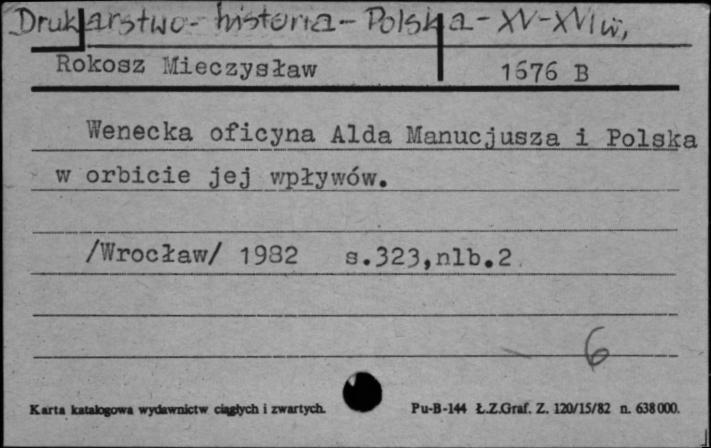 Drukarstwo - historia - Polska - XV-XVI w,
Rokosz Mieczysław 1676 B
Wenecka oficyna Alda Manucjusza i Polska
w orbicie jej wpływów.
/Wrocław/ 1982 s.323,nlb.2
6
Karta katalogowa wydawnictw ciągłych i zwartych. Pu-B-144 Ł.Z.Graf. Z. 120/15/82 n. 638000.